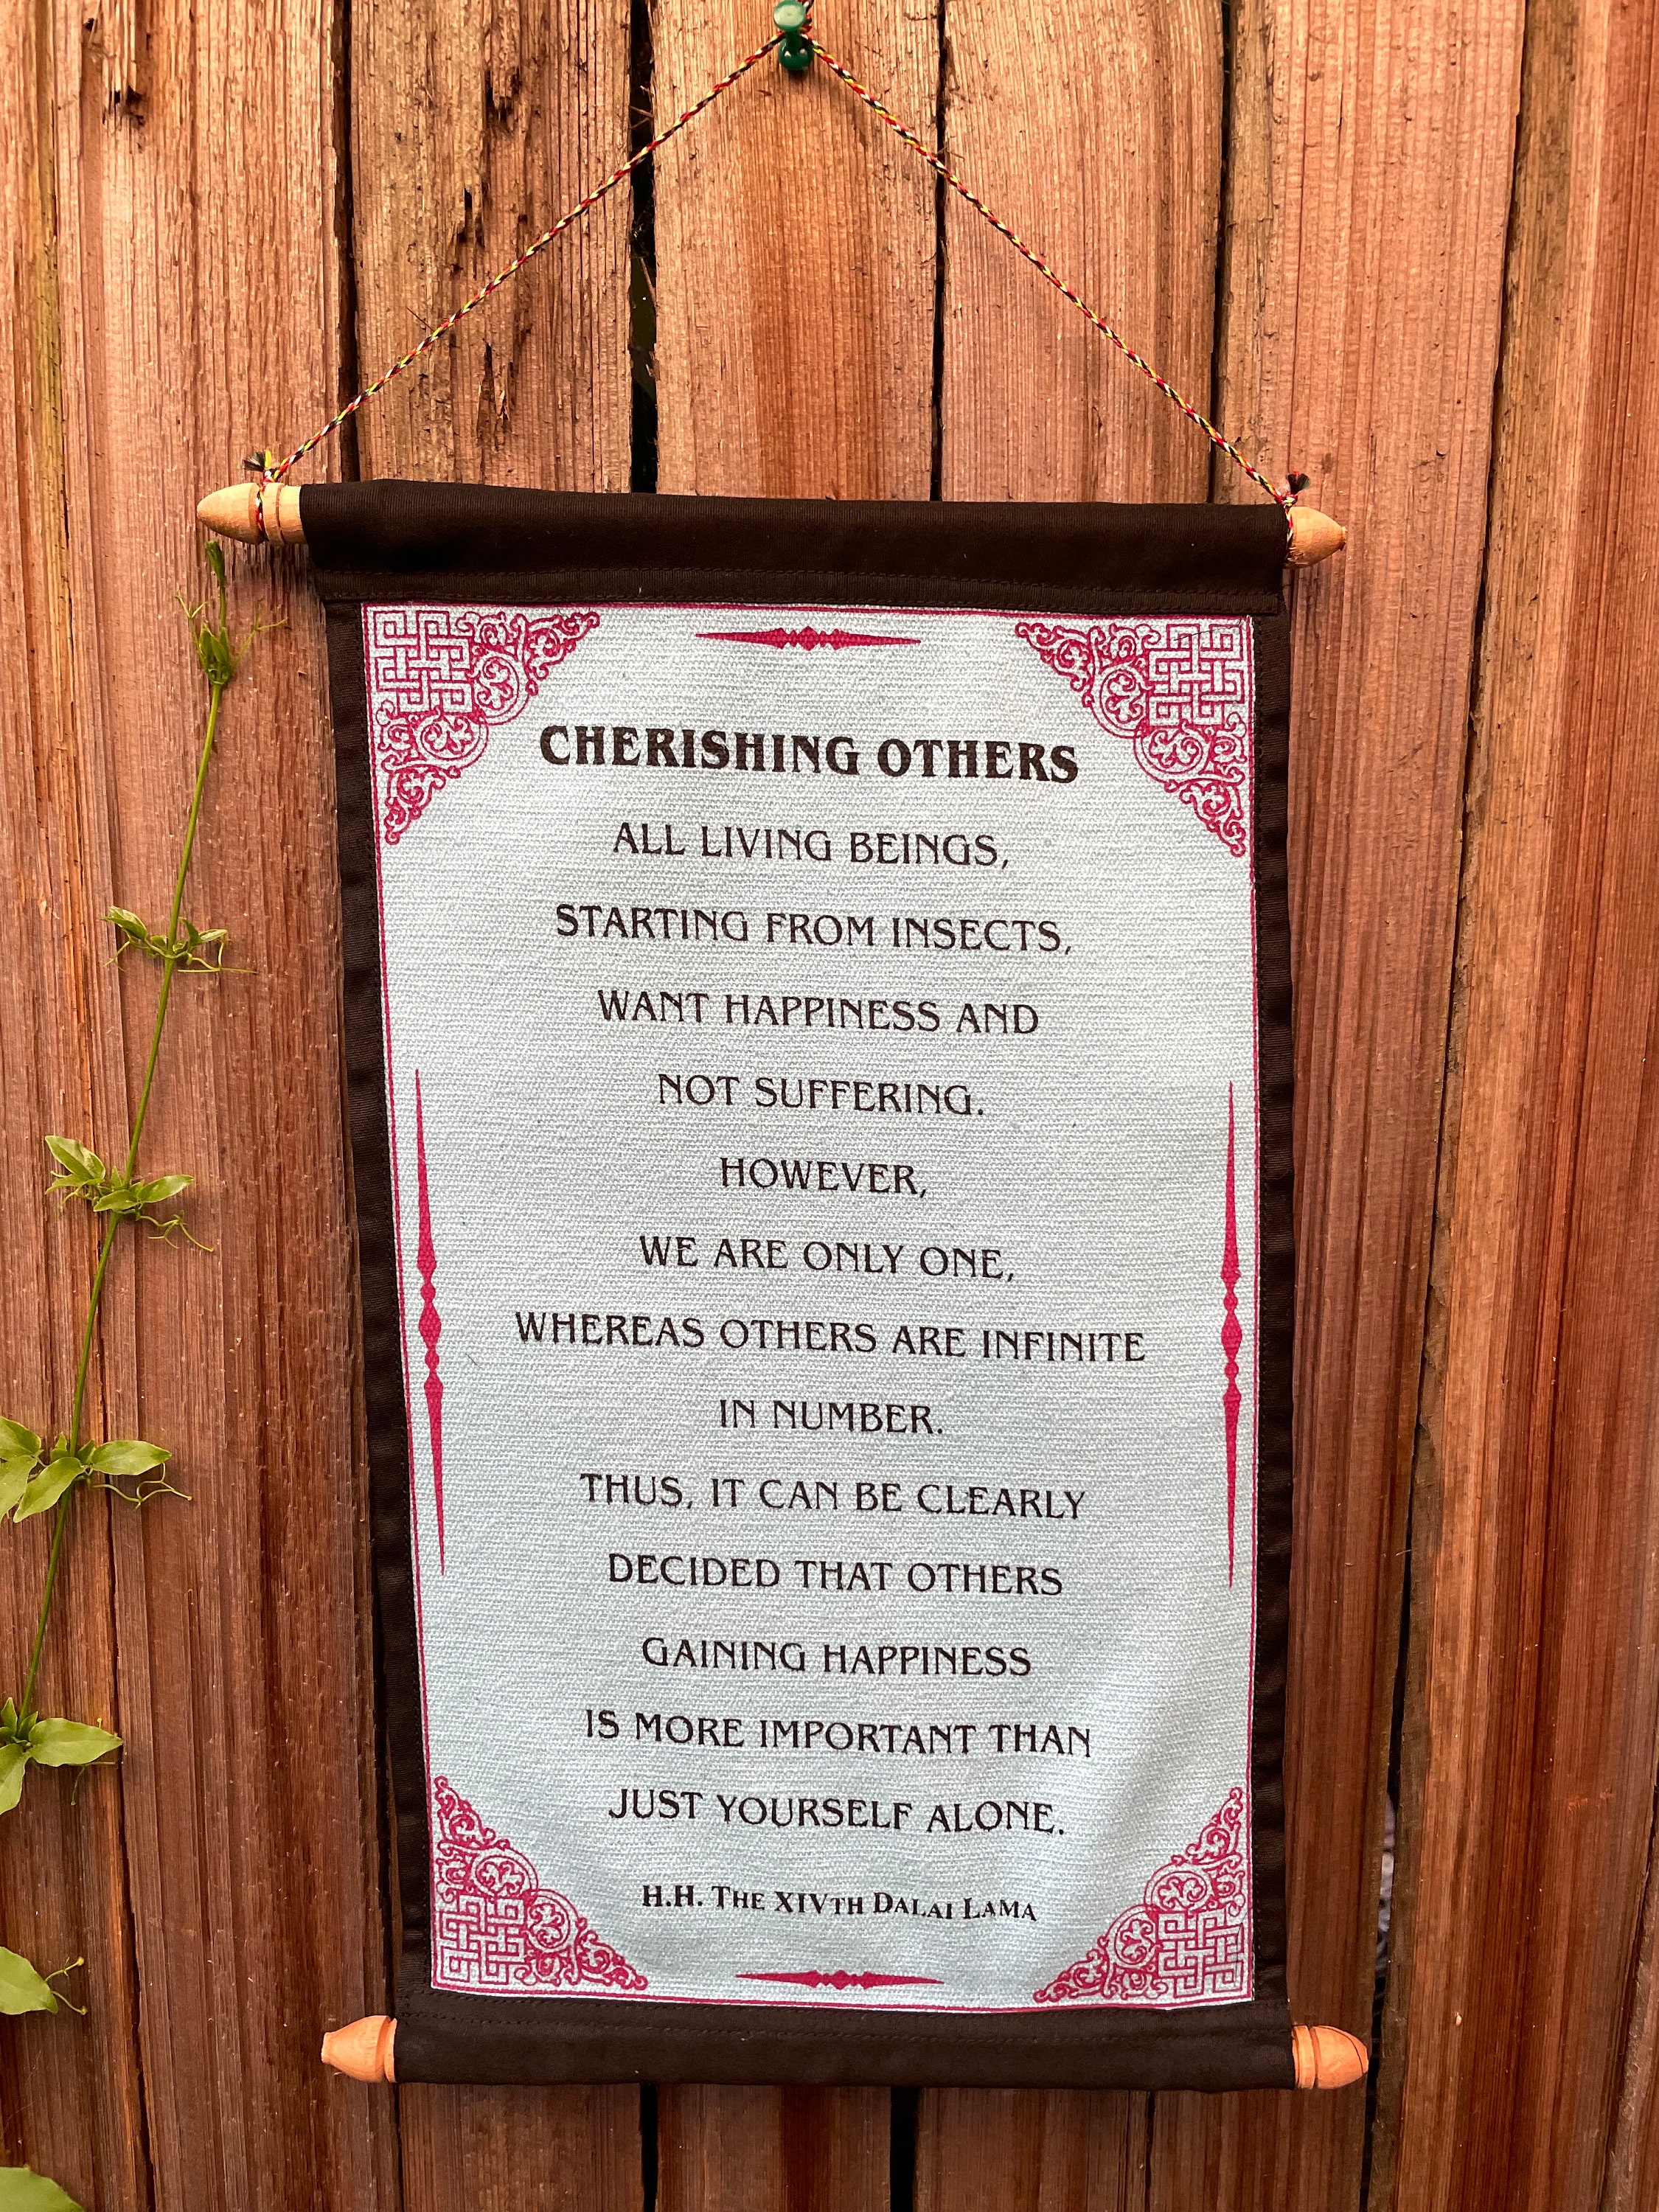 CHERISHING OTHERS
ALL LIVING BEINGS,
STARTING FROM INSECTS,
WANT HAPPINESS AND
NOT SUFFERING.
HOWEVER,
WE ARE ONLY ONE,
WHEREAS OTHERS ARE INFINITE
IN NUMBER.
THUS, IT CAN BE CLEARLY
DECIDED THAT OTHERS
GAINING HAPPINESS
IS MORE IMPORTANT THAN
JUST YOURSELF ALONE.
H.H. THE XIVTH DALAI LAMA